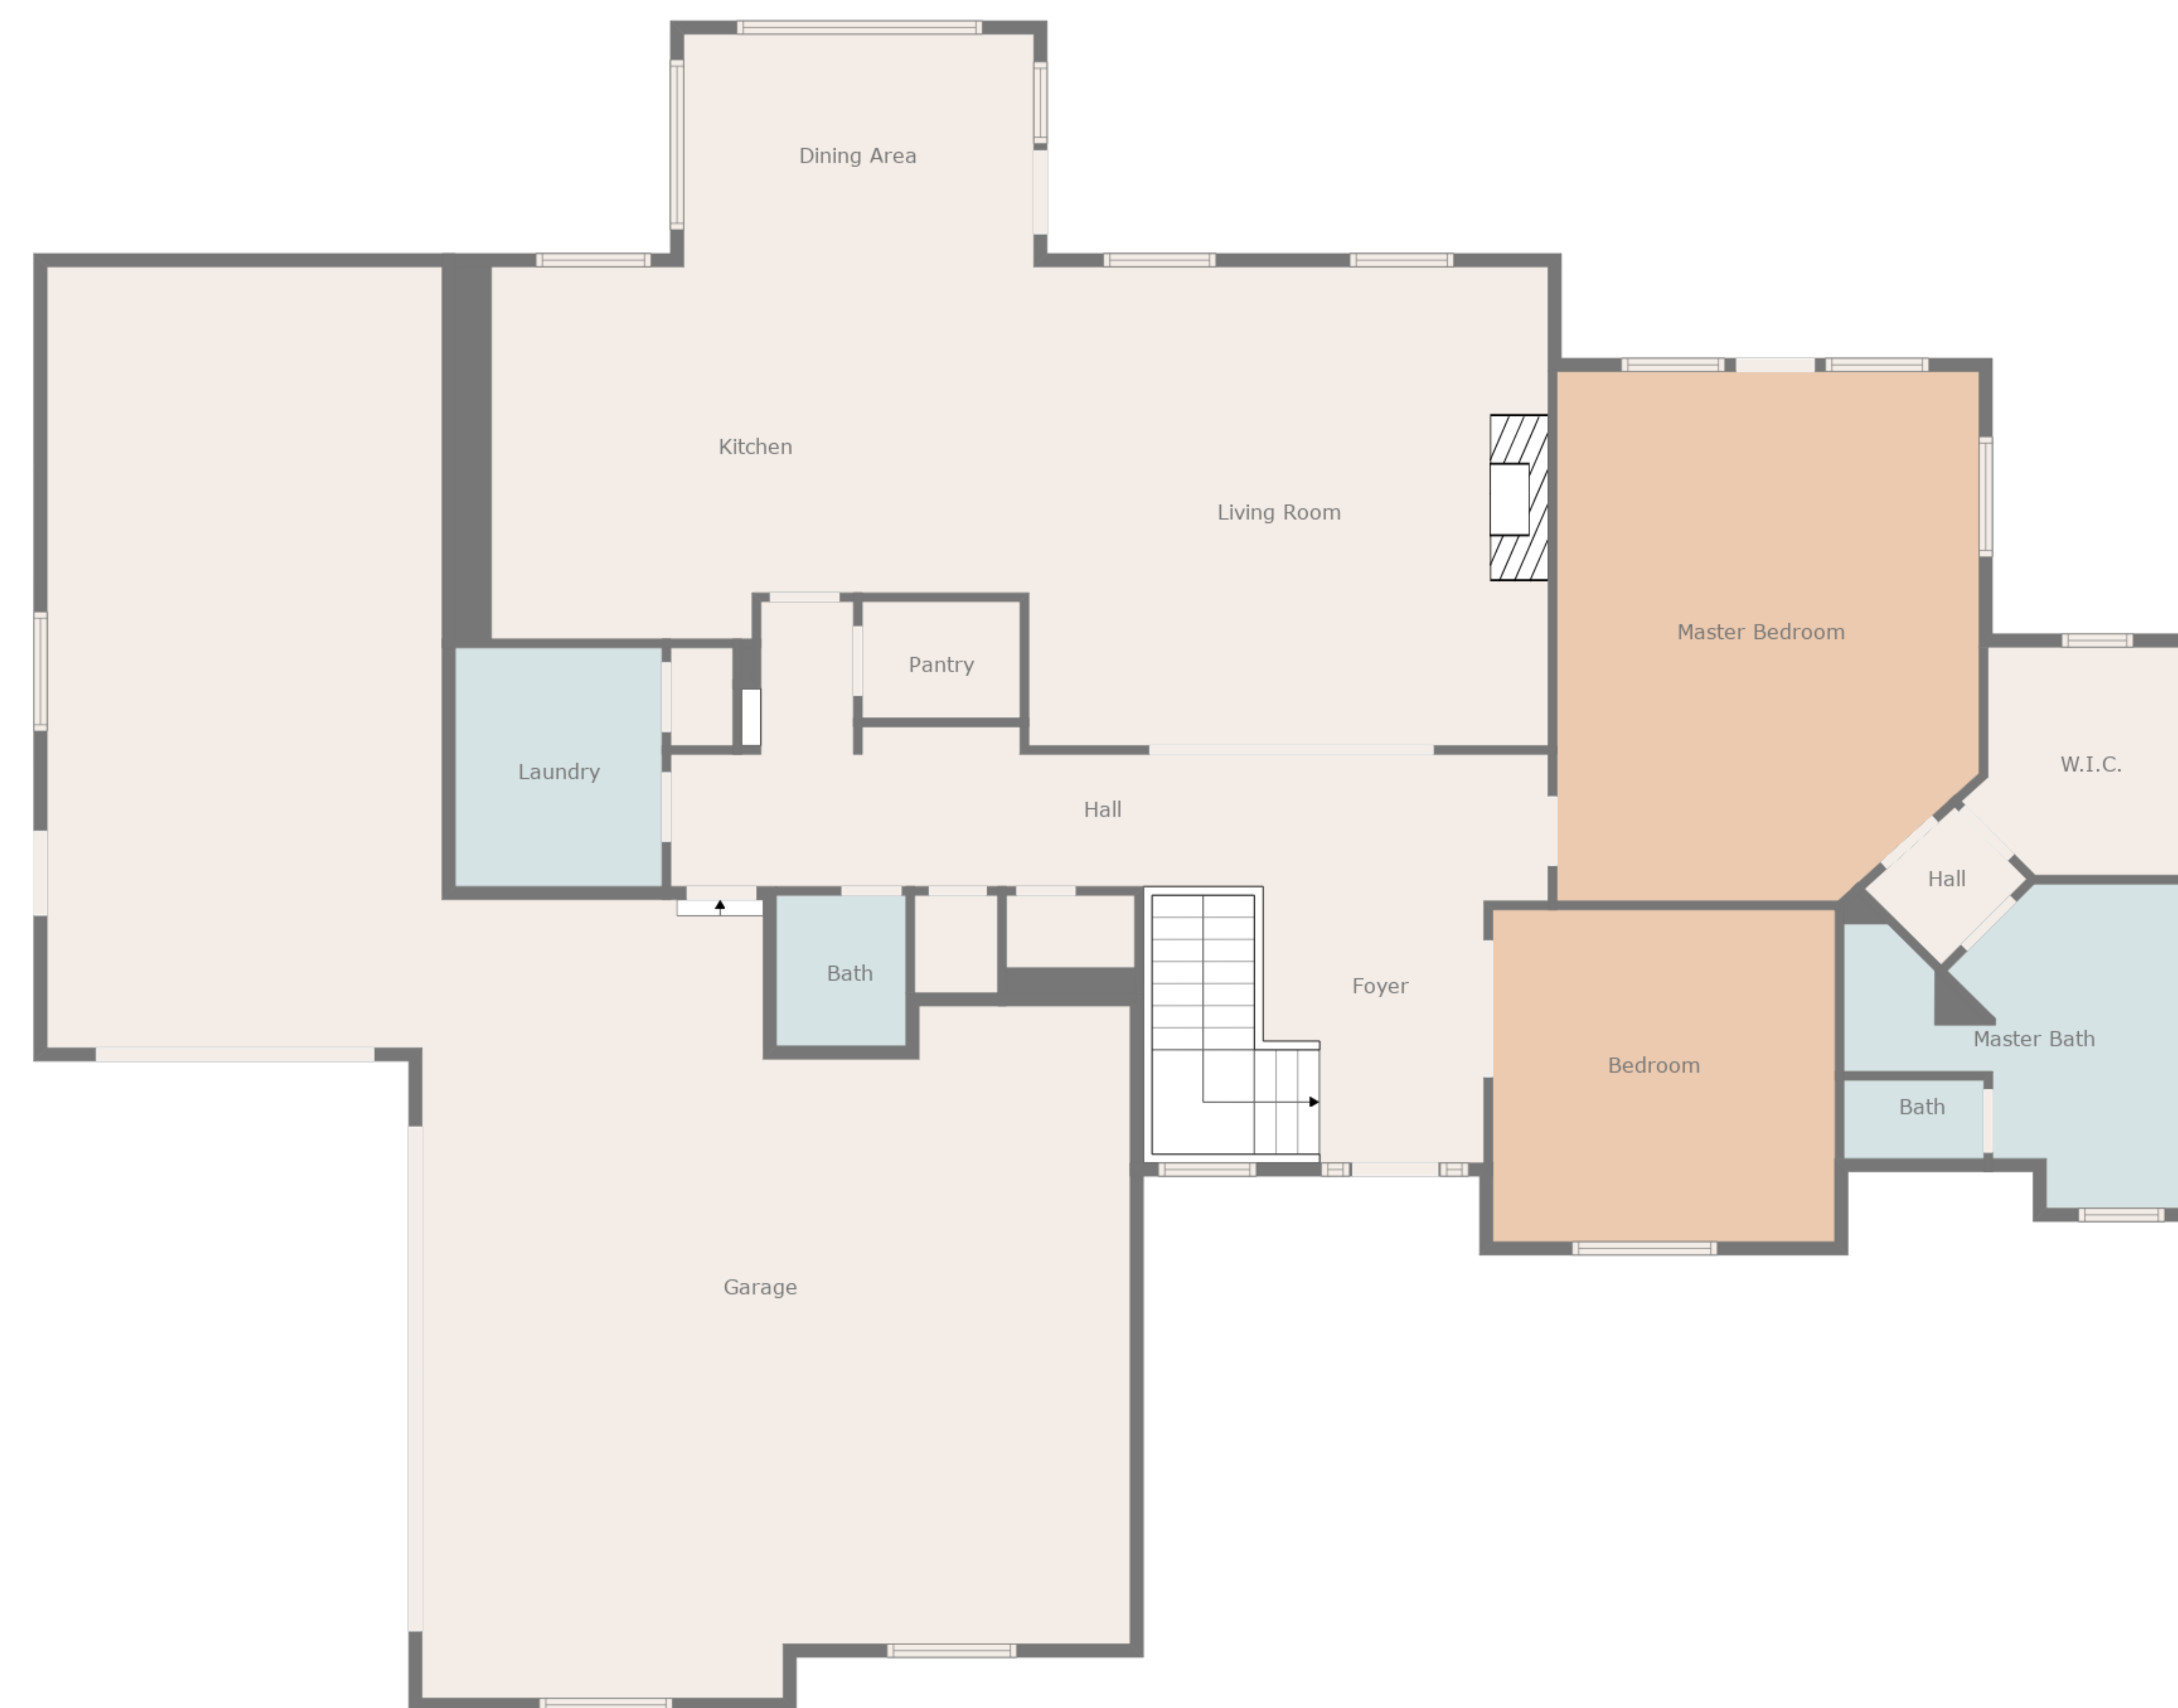 Dining Area
Kitchen
Living Room
Master Bedroom
Pantry
W.I.C.
Laundry
Hall
Hall
Bath
Foyer
Master Bath
Bedroom
Bath
Garage